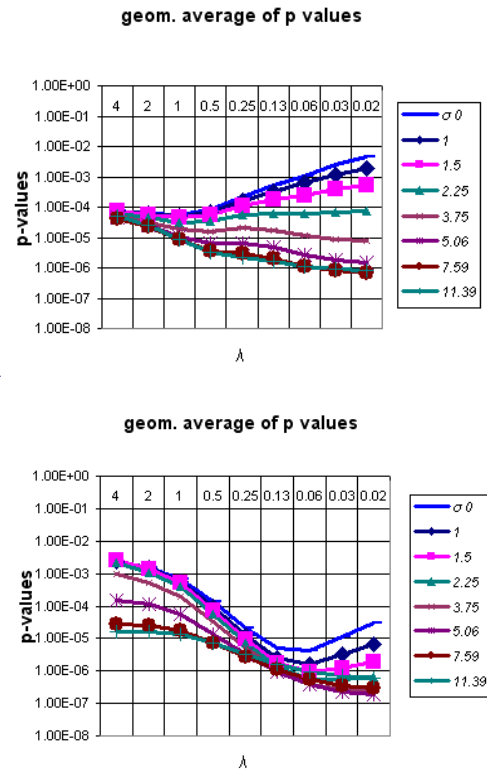 geom. average of p values
1.00E+00
4 2 1 0.5 0.25 0.13 0.06 0.03 0.02
1.00E-01
1.00E-02
1.00E-03
1.00E-04
1.00E-05
1.00E-06
1.00E-07
1.00E-08
p-values
λ
σ 0
1
1.5
2.25
3.75
5.06
7.59
11.39
geom. average of p values
1.00E+00
4 2 1 0.5 0.25 0.13 0.06 0.03 0.02
1.00E-01
1.00E-02
1.00E-03
1.00E-04
1.00E-05
1.00E-06
1.00E-07
1.00E-08
p-values
λ
σ 0
1
1.5
2.25
3.75
5.06
7.59
11.39